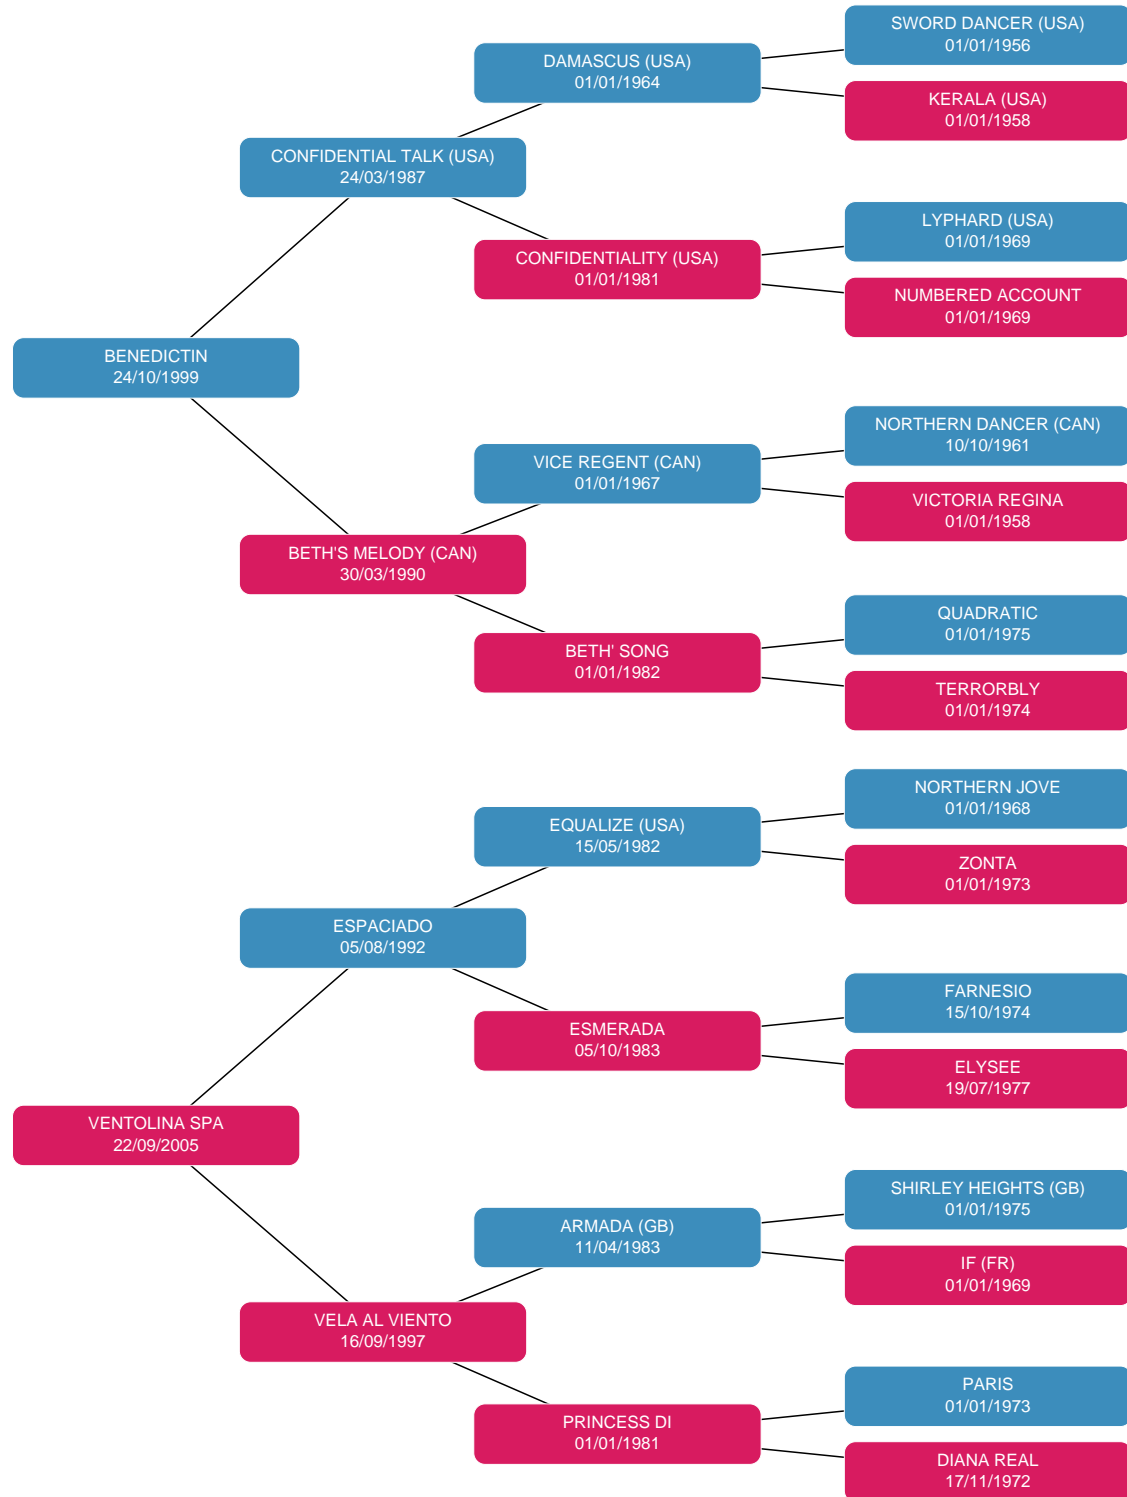 SWORD DANCER (USA)
01/01/1956
DAMASCUS (USA)
01/01/1964
KERALA (USA)
01/01/1958
CONFIDENTIAL TALK (USA)
24/03/1987
LYPHARD (USA)
01/01/1969
CONFIDENTIALITY (USA)
01/01/1981
NUMBERED ACCOUNT
01/01/1969
BENEDICTIN
24/10/1999
NORTHERN DANCER (CAN)
10/10/1961
VICE REGENT (CAN)
01/01/1967
VICTORIA REGINA
01/01/1958
BETH'S MELODY (CAN)
30/03/1990
QUADRATIC
01/01/1975
BETH' SONG
01/01/1982
TERRORBLY
01/01/1974
NORTHERN JOVE
01/01/1968
EQUALIZE (USA)
15/05/1982
ZONTA
01/01/1973
ESPACIADO
05/08/1992
FARNESIO
15/10/1974
ESMERADA
05/10/1983
ELYSEE
19/07/1977
VENTOLINA SPA
22/09/2005
SHIRLEY HEIGHTS (GB)
01/01/1975
ARMADA (GB)
11/04/1983
IF (FR)
01/01/1969
VELA AL VIENTO
16/09/1997
PARIS
01/01/1973
PRINCESS DI
01/01/1981
DIANA REAL
17/11/1972